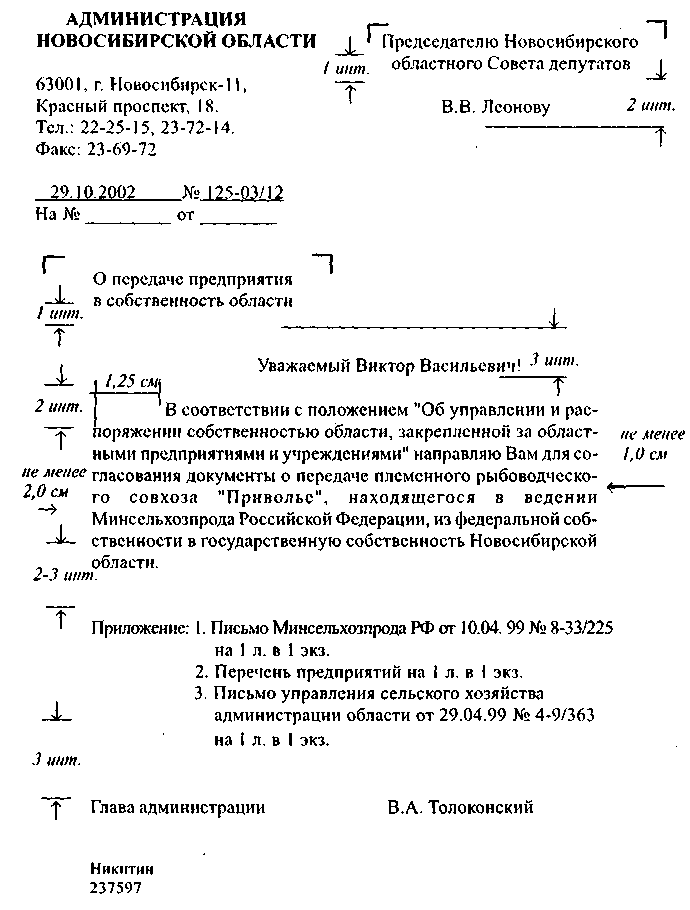 АДМИНИСТРАЦИЯ
НОВОСИБИРСКОЙ ОБЛАСТИ
63001, г. Новосибирск-11,
Красный проспект, 18.
Тел.: 22-25-15, 23-72-14.
Факс: 23-69-72
29.10.2002 № 125-03/12
На № ________ от ________
1 инт.
Председателю Новосибирского
областного Совета депутатов
В.В. Леонову
2 инт.
О передаче предприятия
в собственность области
1 инт.
Уважаемый Виктор Васильевич!
3 инт.
1,25 см
2 инт.
В соответствии с положением "Об управлении и рас-
поряжении собственностью области, закрепленной за област-
ными предприятиями и учреждениями" направляю Вам для со-
гласования документы о передаче племенного рыбоводческо-
го совхоза "Приволье", находящегося в ведении
Минсельхозпрода Российской Федерации, из федеральной соб-
ственности в государственную собственность Новосибирской
области.
не менее
1,0 см
не менее
2,0 см
2-3 инт.
Приложение: 1. Письмо Минсельхозпрода РФ от 10.04. 99 № 8-33/225
на 1 л. в 1 экз.
2. Перечень предприятий на 1 л. в 1 экз.
3. Письмо управления сельского хозяйства
администрации области от 29.04.99 № 4-9/363
на 1 л. в 1 экз.
3 инт.
Глава администрации В.А. Толоконский
Никитин
237597